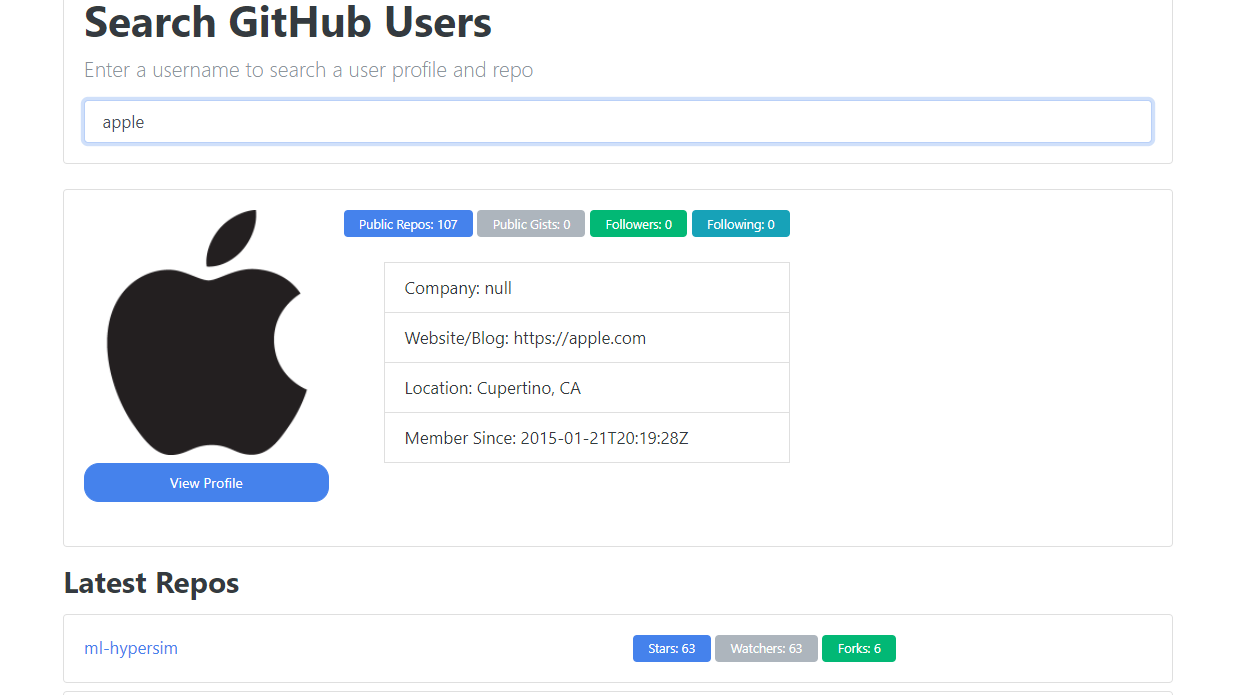 Search GitHub Users
Enter a username to search a user profile and repo
apple
Public Repos: 107 Public Gists: 0 Followers: 0 Following: 0
Company: null
Website/Blog: https://apple.com
Location: Cupertino, CA
Member Since: 2015-01-21T20:19:28Z
View Profile
Latest Repos
ml-hypersim Stars: 63 Watchers: 63 Forks: 6